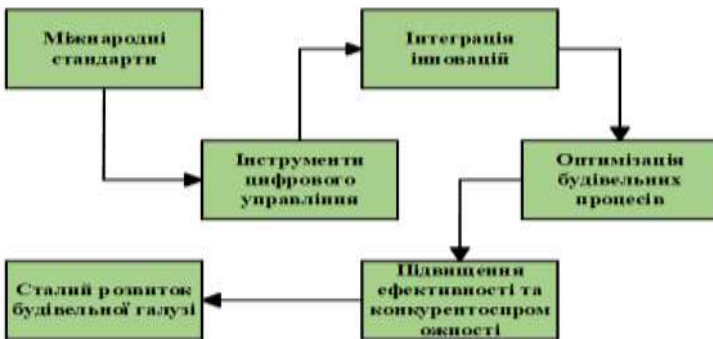 Міжнародні
стандарти
Інструменти
цифрового
управління
Інтеграція
інновацій
Оптимізація
будівельних
процесів
Підвищення
ефективності та
конкурентоспром
ожності
Сталий розвиток
будівельної галузі